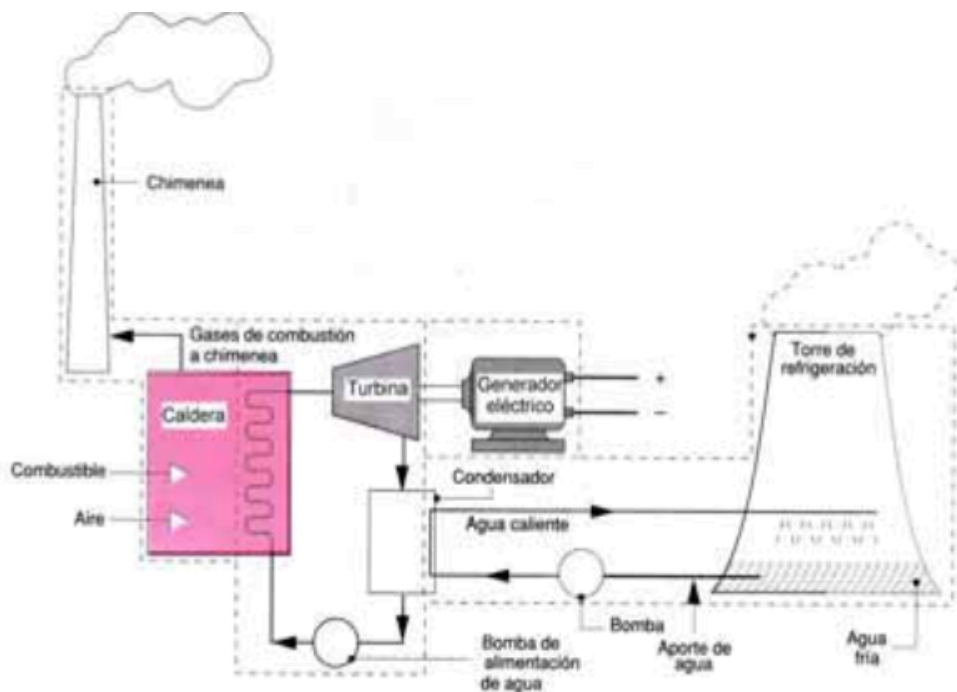 Chimenea
Gases de combustión
a chimenea
Turbina
Generador
eléctrico
+
−
Torre de
refrigeración
Caldera
Combustible
Aire
Condensador
Agua caliente
Bomba
Aporte de
agua
Agua
fría
Bomba de
alimentación
de agua